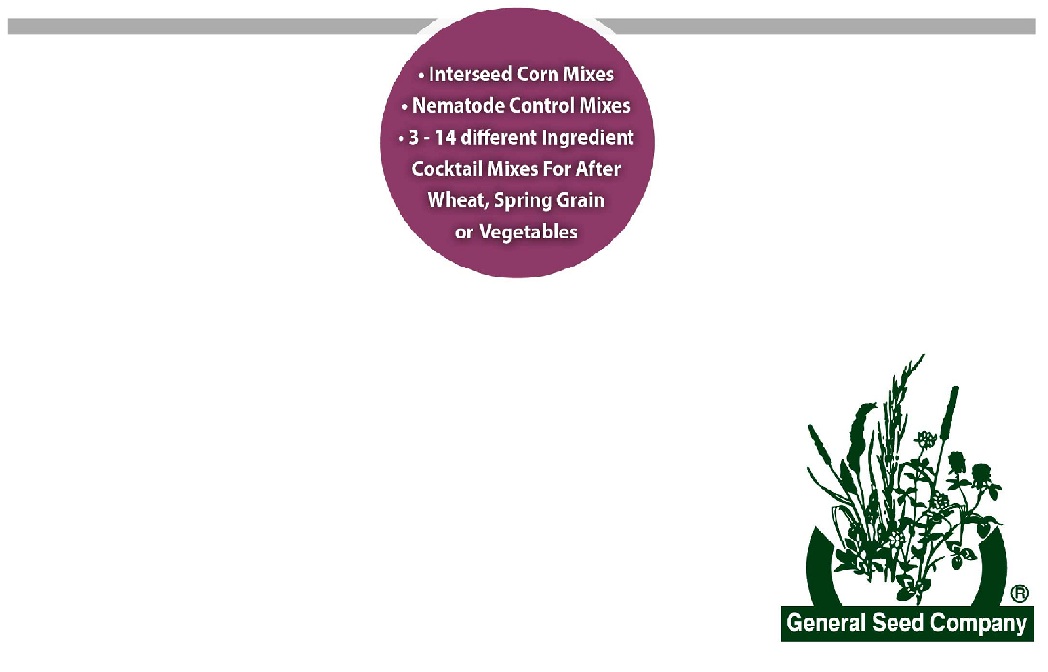 • Interseed Corn Mixes
• Nematode Control Mixes
• 3 - 14 different Ingredient
Cocktail Mixes For After
Wheat, Spring Grain
or Vegetables
®
General Seed Company